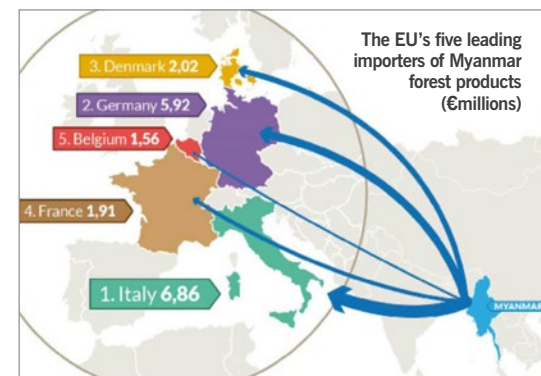 The EU's five leading
importers of Myanmar
forest products
(€millions)
3. Denmark 2,02
2. Germany 5,92
5. Belgium 1,56
4. France 1,91
1. Italy 6,86
MYANMAR